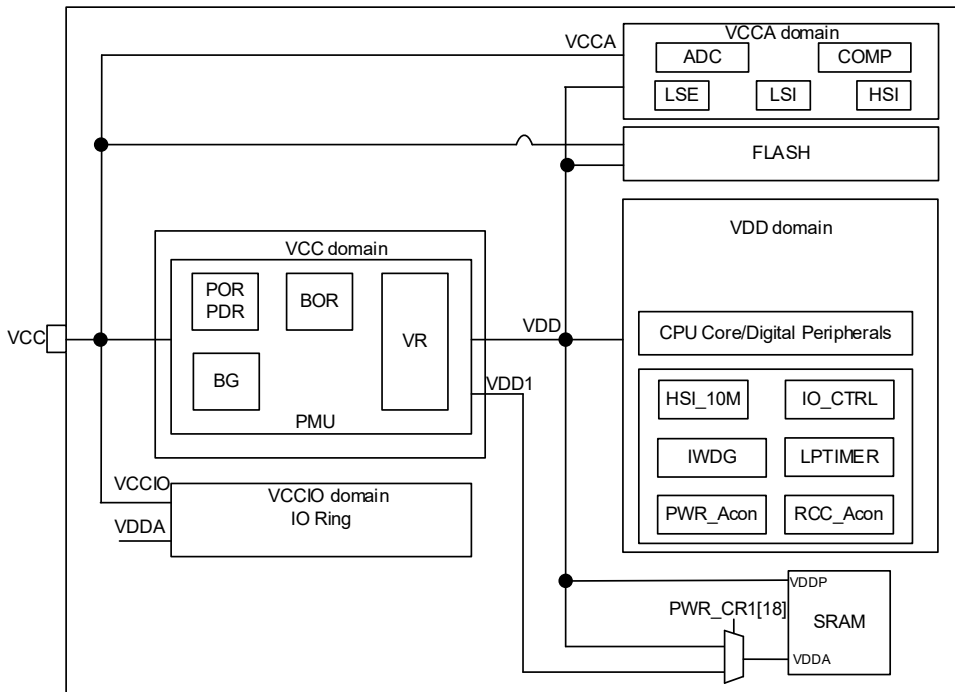 VCCA domain
VCCA
ADC
COMP
LSE
LSI
HSI
FLASH
VCC domain
VDD domain
POR
PDR
BOR
VR
VCC
VDD
CPU Core/Digital Peripherals
BG
VDD1
HSI_10M
IO_CTRL
PMU
IWDG
LPTIMER
VCCIO
VCCIO domain
IO Ring
VDDA
PWR_Acon
RCC_Acon
VDDP
PWR_CR1[18]
SRAM
VDDA